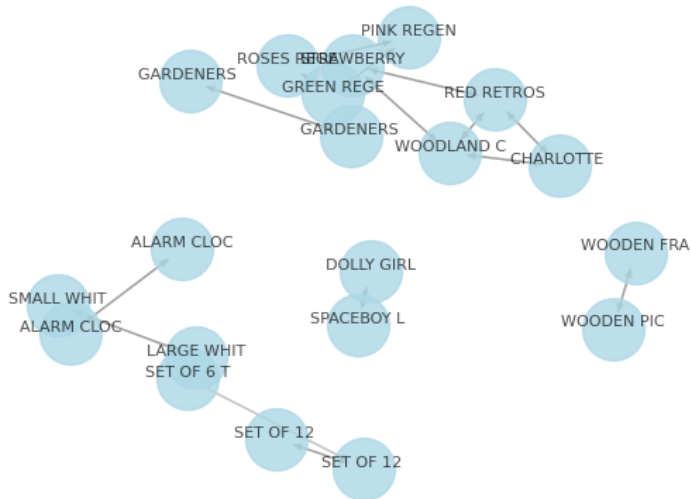 PINK REGEN
ROSES REGE
STRAWBERRY
GARDENERS
GREEN REGE
RED RETROS
GARDENERS
WOODLAND C
CHARLOTTE
ALARM CLOC
WOODEN FRA
DOLLY GIRL
SMALL WHIT
SPACEBOY L
WOODEN PIC
ALARM CLOC
LARGE WHIT
SET OF 6 T
SET OF 12
SET OF 12